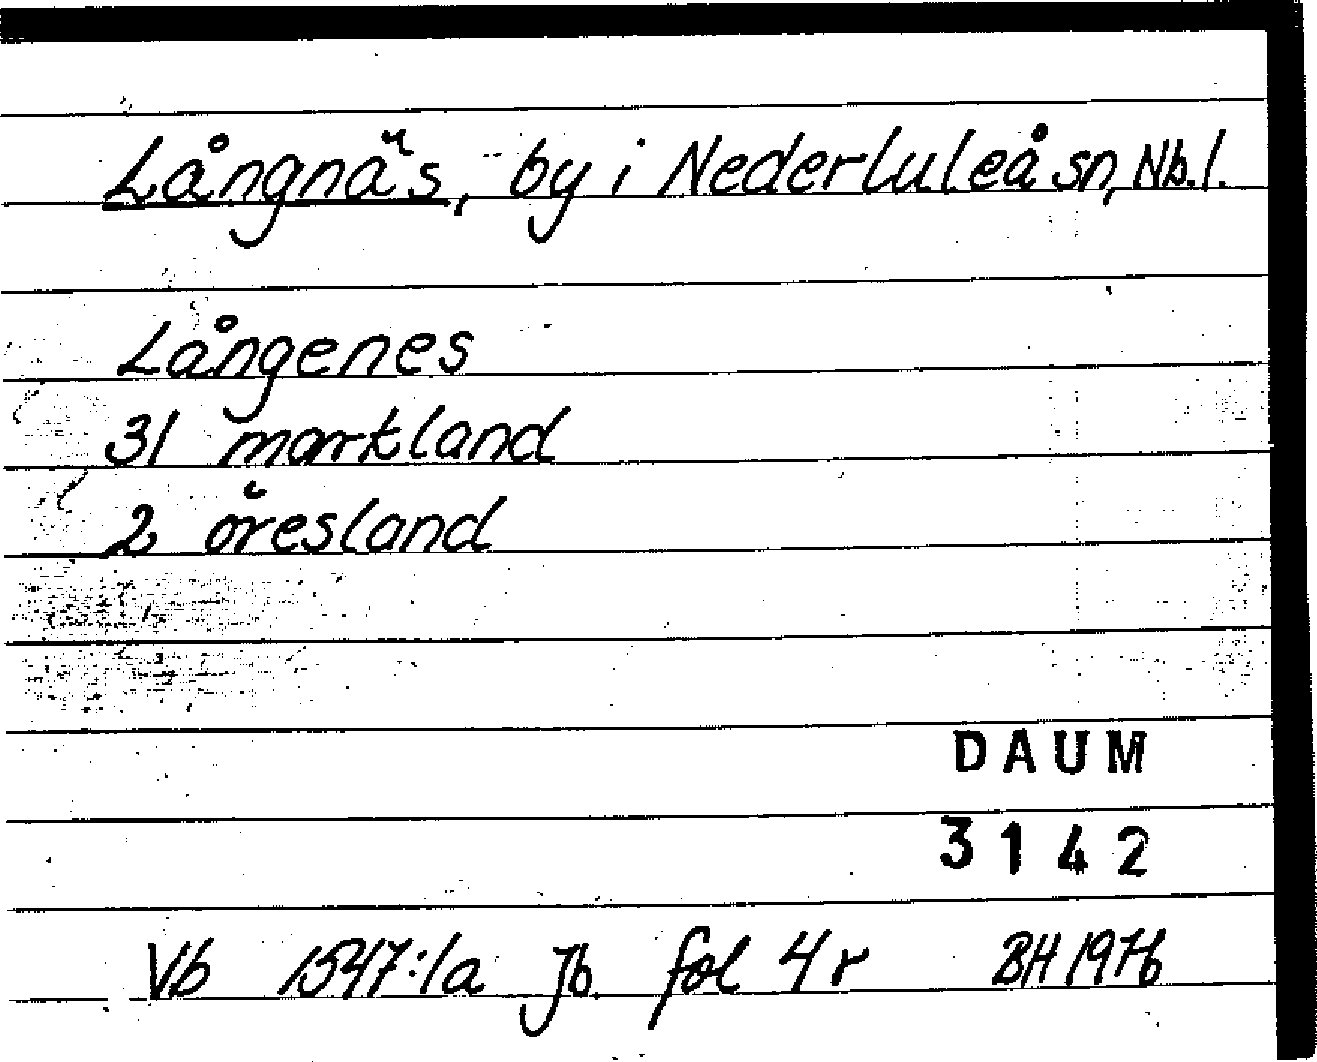 Långnäs, by i Nederluleå sn, Nb.l.
Långenes
31 markland
2 öresland
DAUM
3142
Vb 1547:1a Jb. fol 4r BH 1976